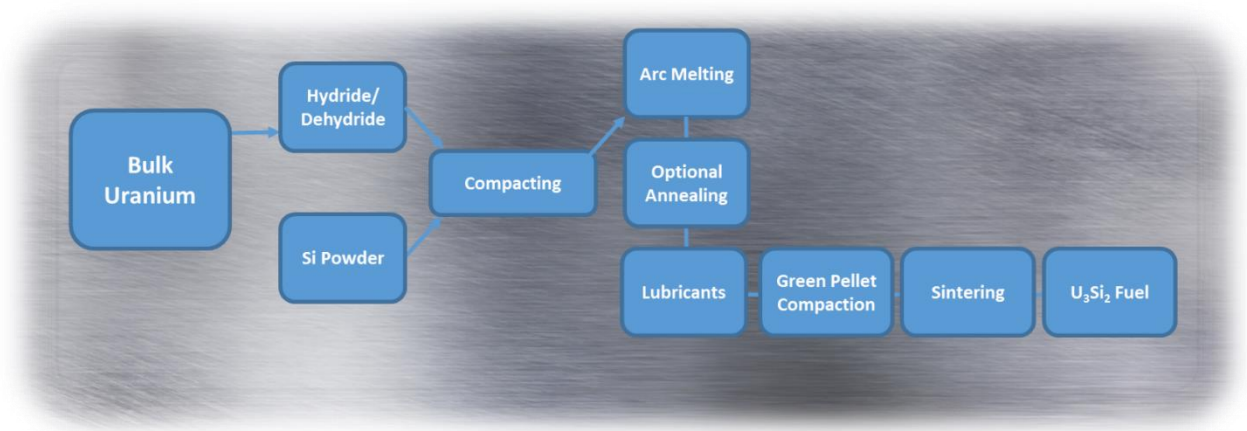 Bulk
Uranium
Hydride/
Dehydride
Si Powder
Compacting
Arc Melting
Optional
Annealing
Lubricants
Green Pellet
Compaction
Sintering
U₃Si₂ Fuel